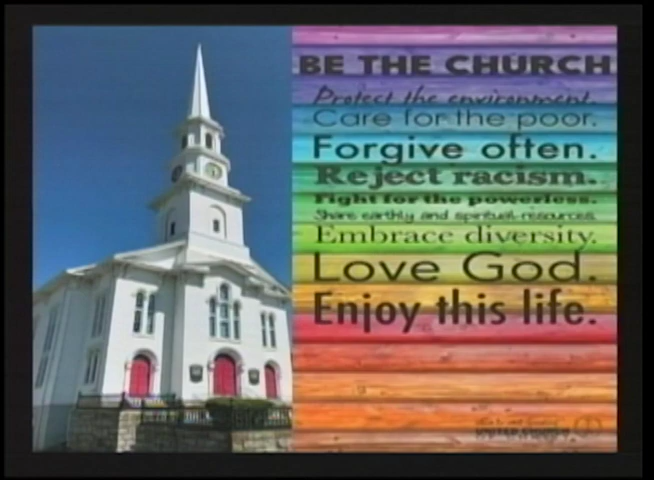 BE THE CHURCH
Protect the environment.
Care for the poor.
Forgive often.
Reject racism.
Fight for the powerless.
Share earthly and spiritual resources.
Embrace diversity.
Love God.
Enjoy this life.